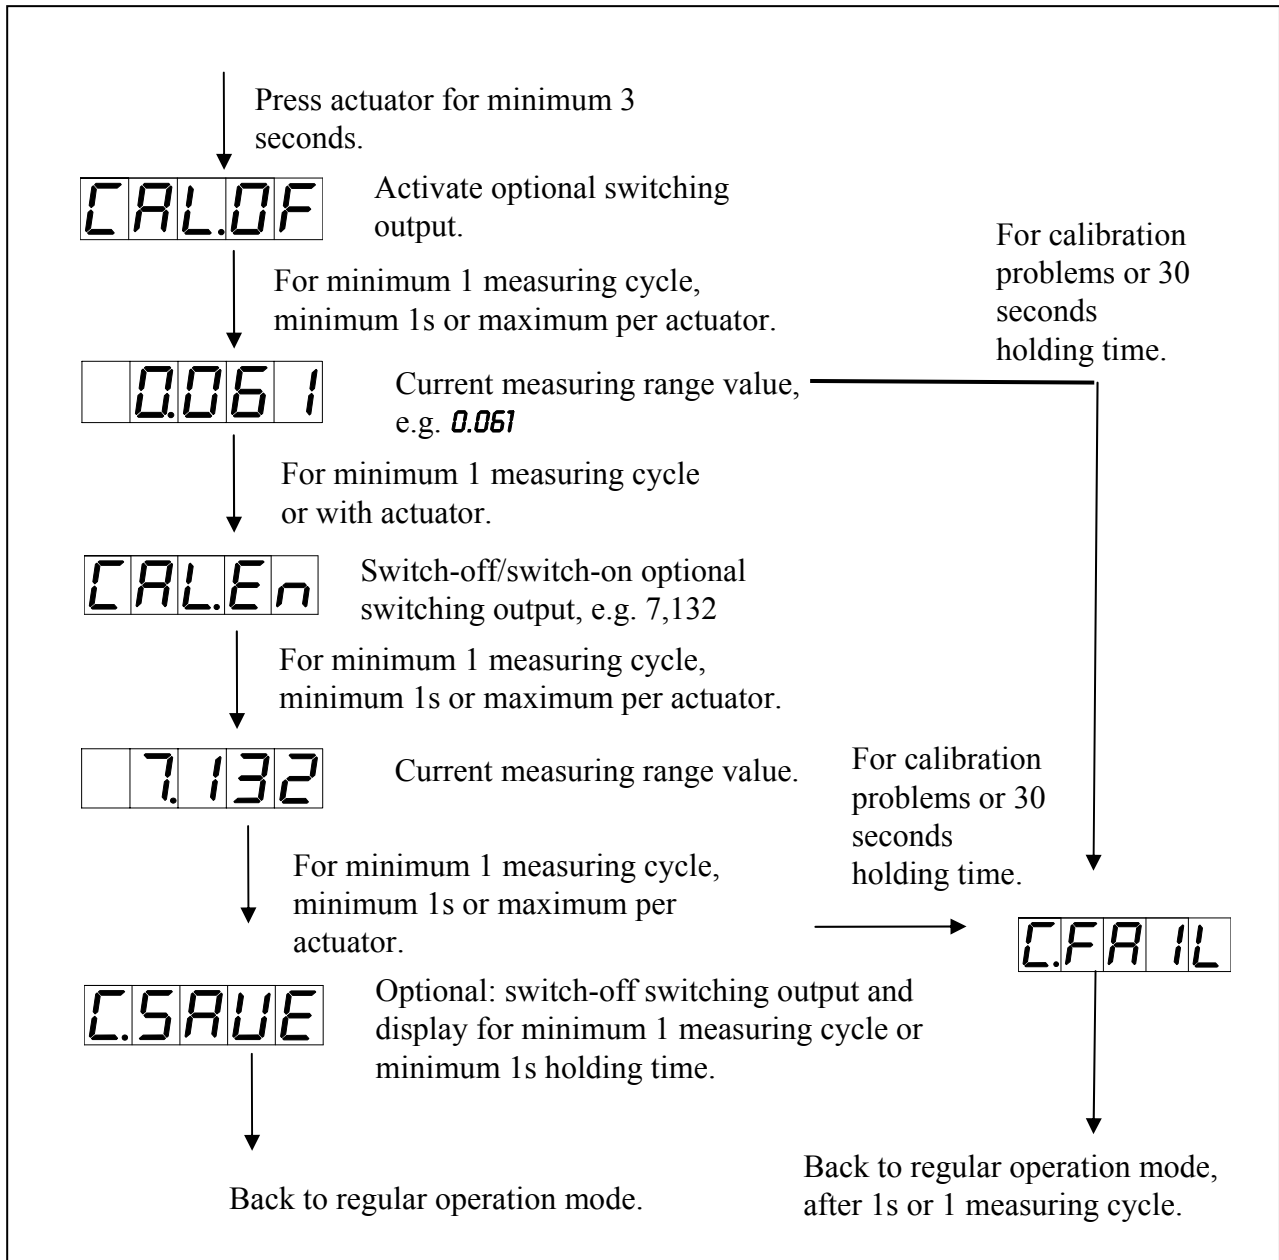 Press actuator for minimum 3
seconds.
CAL.OF
Activate optional switching
output.
For minimum 1 measuring cycle,
minimum 1s or maximum per actuator.
For calibration
problems or 30
seconds
holding time.
0.061
Current measuring range value,
e.g. 0.061
For minimum 1 measuring cycle
or with actuator.
CAL.En
Switch-off/switch-on optional
switching output, e.g. 7,132
For minimum 1 measuring cycle,
minimum 1s or maximum per actuator.
7.132
Current measuring range value.
For calibration
problems or 30
seconds
holding time.
For minimum 1 measuring cycle,
minimum 1s or maximum per
actuator.
C.FAIL
C.SAVE
Optional: switch-off switching output and
display for minimum 1 measuring cycle or
minimum 1s holding time.
Back to regular operation mode.
Back to regular operation mode,
after 1s or 1 measuring cycle.